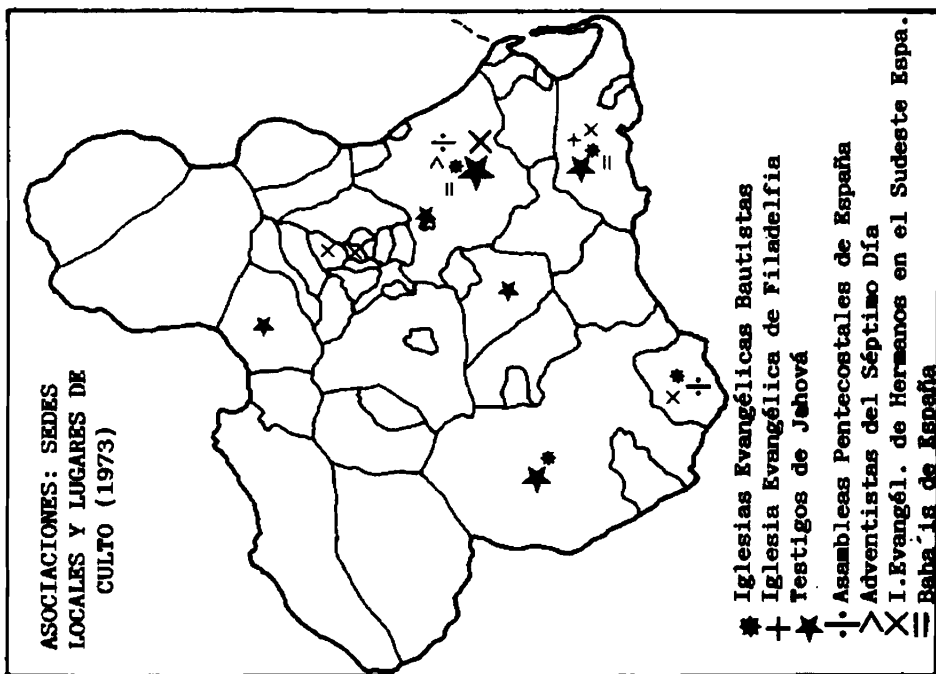 ASOCIACIONES: SEDES
LOCALES Y LUGARES DE
CULTO (1973)
Iglesias Evangélicas Bautistas
Iglesia Evangélica de Filadelfia
Testigos de Jehová
Asambleas Pentecostales de España
Adventistas del Séptimo Día
I.Evangél. de Hermanos en el Sudeste Espa.
Baha´is de España